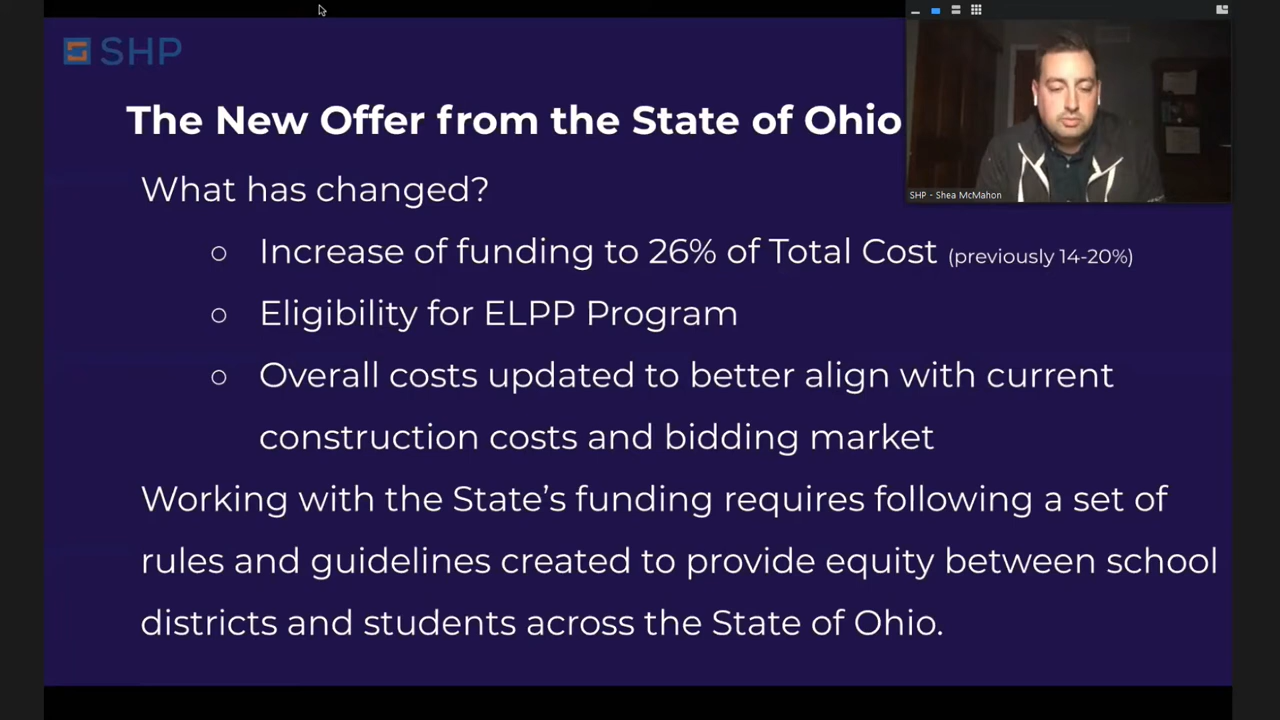 SHP
The New Offer from the State of Ohio
SHP - Shea McMahon
What has changed?
○ Increase of funding to 26% of Total Cost (previously 14-20%)
○ Eligibility for ELPP Program
○ Overall costs updated to better align with current
construction costs and bidding market
Working with the State’s funding requires following a set of
rules and guidelines created to provide equity between school
districts and students across the State of Ohio.